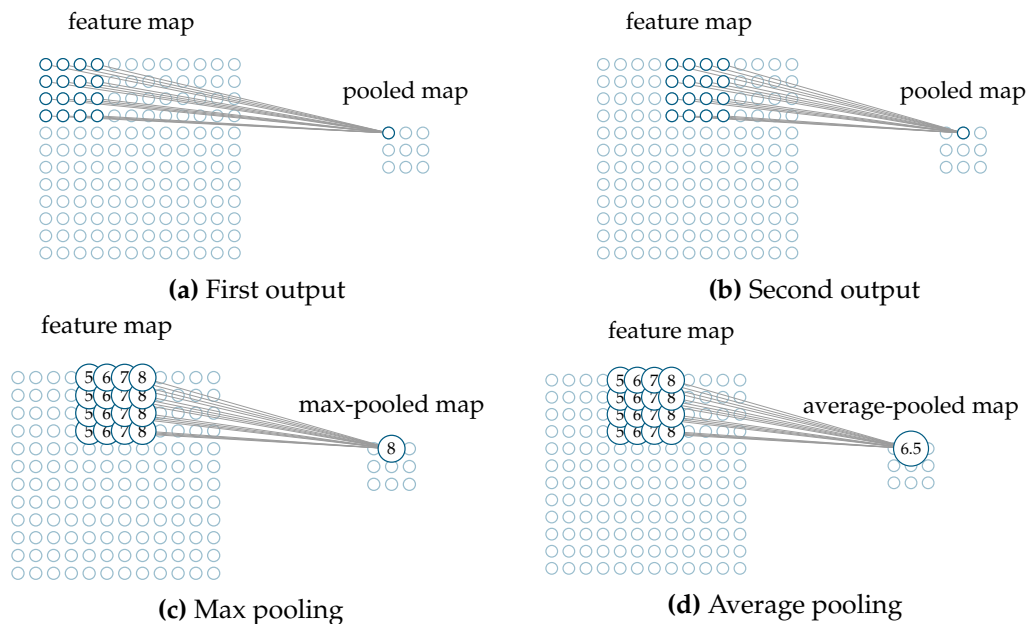 feature map
pooled map
(a) First output
feature map
pooled map
(b) Second output
feature map
5 6 7 8
5 6 7 8
5 6 7 8
5 6 7 8
max-pooled map
8
(c) Max pooling
feature map
5 6 7 8
5 6 7 8
5 6 7 8
5 6 7 8
average-pooled map
6.5
(d) Average pooling